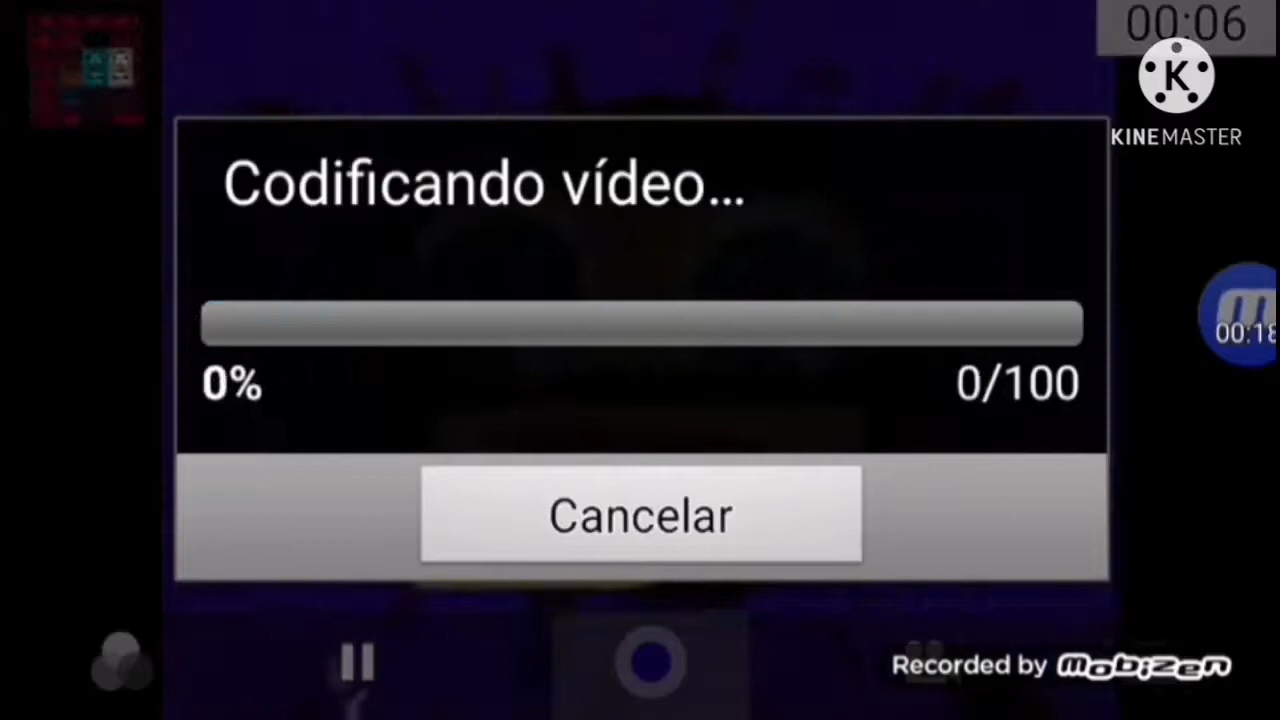 00:06
K
KINEMASTER
Codificando vídeo...
00:18
0% 0/100
Cancelar
Recorded by mobizen